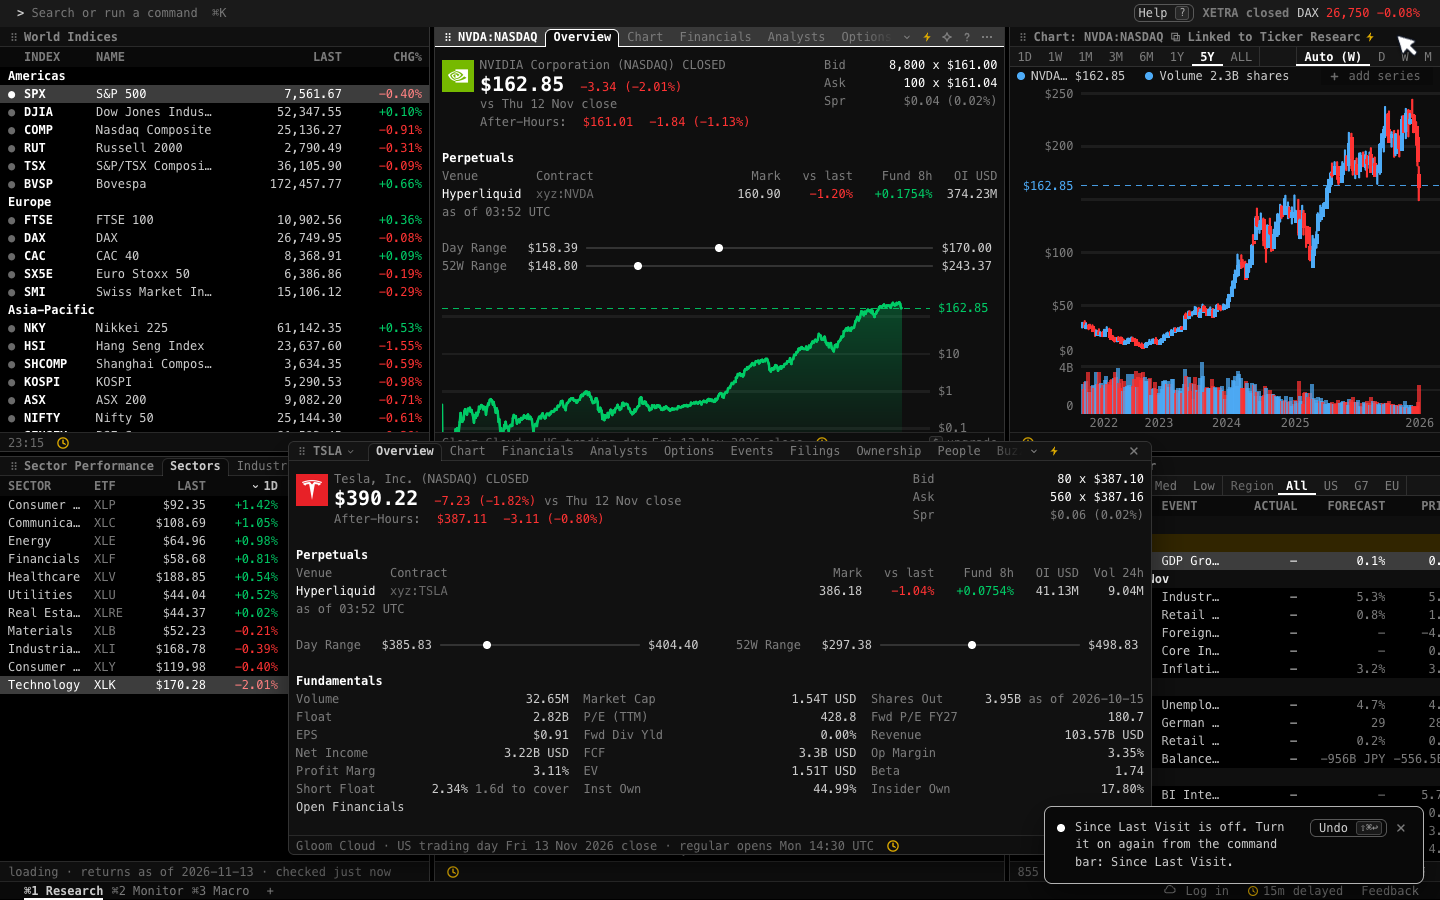 > Search or run a command ⌘K
Help ? XETRA closed DAX 26,750 −0.08%
World Indices
INDEX NAME LAST CHG%
Americas
SPX S&P 500 7,561.67 −0.40%
DJIA Dow Jones Indus… 52,347.55 +0.10%
COMP Nasdaq Composite 25,136.27 −0.91%
RUT Russell 2000 2,790.49 −0.31%
TSX S&P/TSX Composi… 36,105.90 −0.09%
BVSP Bovespa 172,457.77 +0.66%
Europe
FTSE FTSE 100 10,902.56 +0.36%
DAX DAX 26,749.95 −0.08%
CAC CAC 40 8,368.91 +0.09%
SX5E Euro Stoxx 50 6,386.86 −0.19%
SMI Swiss Market In… 15,106.12 −0.29%
Asia−Pacific
NKY Nikkei 225 61,142.35 +0.53%
HSI Hang Seng Index 23,637.60 −1.55%
SHCOMP Shanghai Compos… 3,634.35 −0.59%
KOSPI KOSPI 5,290.53 −0.98%
ASX ASX 200 9,082.20 −0.71%
NIFTY Nifty 50 25,144.30 −0.61%
23:15
NVDA:NASDAQ Overview Chart Financials Analysts Options ? ⋯
NVIDIA Corporation (NASDAQ) CLOSED
$162.85 −3.34 (−2.01%)
vs Thu 12 Nov close
After−Hours: $161.01 −1.84 (−1.13%)
Bid 8,800 x $161.00
Ask 100 x $161.04
Spr $0.04 (0.02%)
Perpetuals
Venue Contract Mark vs last Fund 8h OI USD
Hyperliquid xyz:NVDA 160.90 −1.20% +0.1754% 374.23M
as of 03:52 UTC
Day Range $158.39 $170.00
52W Range $148.80 $243.37
$162.85
$10
$1
$0.1
Gloom Cloud · US trading day Fri 13 Nov 2026 close
Chart: NVDA:NASDAQ Linked to Ticker Researc
1D 1W 1M 3M 6M 1Y 5Y ALL Auto (W) D W M
NVDA… $162.85 Volume 2.3B shares + add series
$250
$200
$162.85
$100
$50
$0
4B
0
2022 2023 2024 2025 2026
Sector Performance Sectors Industr
SECTOR ETF LAST 1D
Consumer … XLP $92.35 +1.42%
Communica… XLC $108.69 +1.05%
Energy XLE $64.96 +0.98%
Financials XLF $58.68 +0.81%
Healthcare XLV $188.85 +0.54%
Utilities XLU $44.04 +0.52%
Real Esta… XLRE $44.37 +0.02%
Materials XLB $52.23 −0.21%
Industria… XLI $168.78 −0.39%
Consumer … XLY $119.98 −0.40%
Technology XLK $170.28 −2.01%
loading · returns as of 2026−11−13 · checked just now
TSLA Overview Chart Financials Analysts Options Events Filings Ownership People Buz ×
Tesla, Inc. (NASDAQ) CLOSED
$390.22 −7.23 (−1.82%) vs Thu 12 Nov close
After−Hours: $387.11 −3.11 (−0.80%)
Bid 80 x $387.10
Ask 560 x $387.16
Spr $0.06 (0.02%)
Perpetuals
Venue Contract Mark vs last Fund 8h OI USD Vol 24h
Hyperliquid xyz:TSLA 386.18 −1.04% +0.0754% 41.13M 9.04M
as of 03:52 UTC
Day Range $385.83 $404.40 52W Range $297.38 $498.83
Fundamentals
Volume 32.65M Market Cap 1.54T USD Shares Out 3.95B as of 2026−10−15
Float 2.82B P/E (TTM) 428.8 Fwd P/E FY27 180.7
EPS $0.91 Fwd Div Yld 0.00% Revenue 103.57B USD
Net Income 3.22B USD FCF 3.3B USD Op Margin 3.35%
Profit Marg 3.11% EV 1.51T USD Beta 1.74
Short Float 2.34% 1.6d to cover Inst Own 44.99% Insider Own 17.80%
Open Financials
Gloom Cloud · US trading day Fri 13 Nov 2026 close · regular opens Mon 14:30 UTC
Med Low Region All US G7 EU
EVENT ACTUAL FORECAST PRI
GDP Gro… — 0.1% 0.
Nov
Industr… — 5.3% 5.
Retail … — 0.8% 1.
Foreign… — — −4.
Core In… — 0.
Inflati… — 3.2% 3.
Unemplo… — 4.7% 4.
German … — 29 28
Retail … — 0.2% 0.
Balance… — −956B JPY −556.5B
BI Inte… — — 5.7
0.
3.
4.
855
Since Last Visit is off. Turn
it on again from the command
bar: Since Last Visit.
Undo ⇧⌘↩ ×
⌘1 Research ⌘2 Monitor ⌘3 Macro +
Log in 15m delayed Feedback